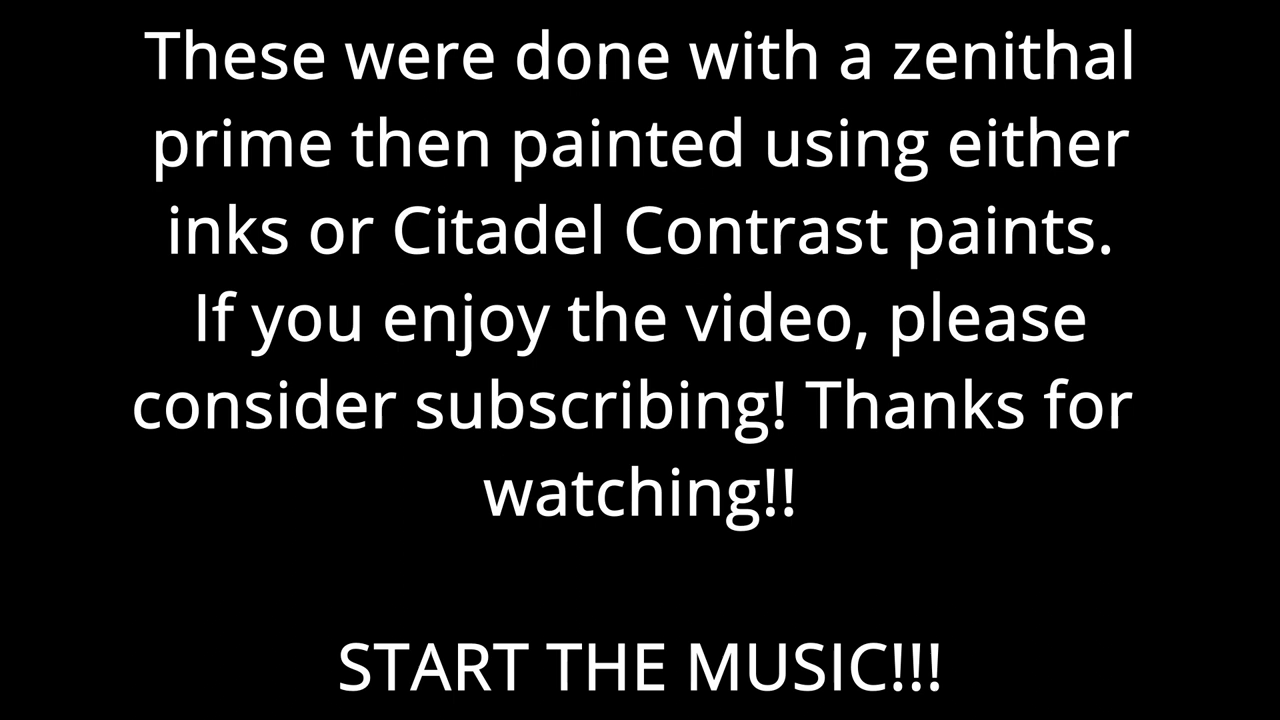 These were done with a zenithal
prime then painted using either
inks or Citadel Contrast paints.
If you enjoy the video, please
consider subscribing! Thanks for
watching!!
START THE MUSIC!!!